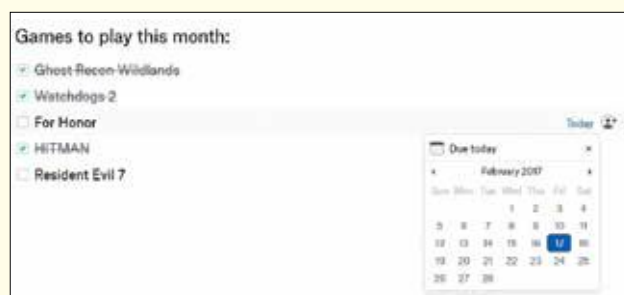 Games to play this month:
Ghost Recon Wildlands
Watchdogs 2
For Honor
Today
HITMAN
Resident Evil 7
Due today
February 2017
Sun Mon Tue Wed Thu Fri Sat
1 2 3 4
5 6 7 8 9 10 11
12 13 14 15 16 17 18
19 20 21 22 23 24 25
26 27 28